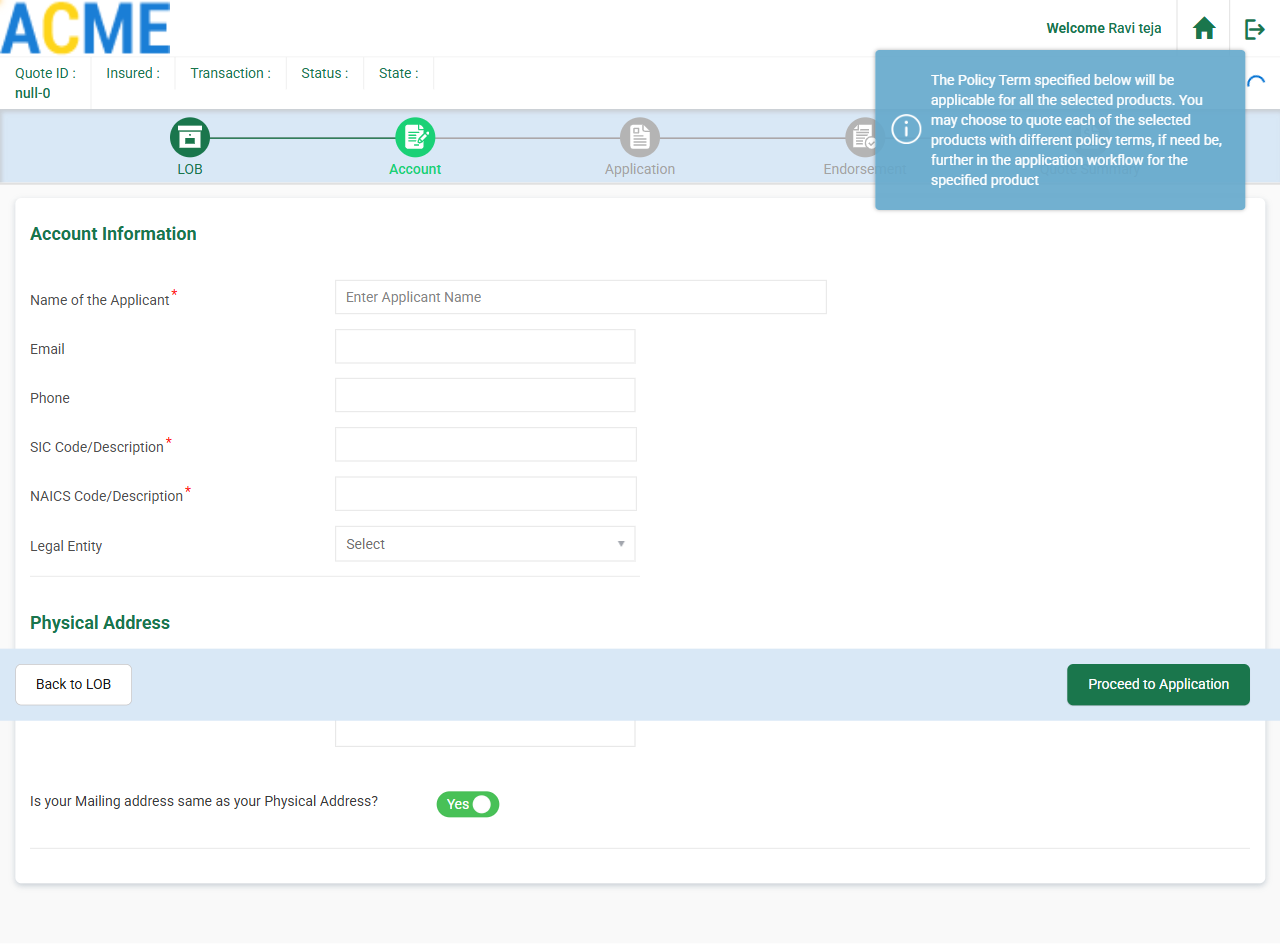 ACME
Welcome Ravi teja
Quote ID :
null-0
Insured :
Transaction :
Status :
State :
The Policy Term specified below will be
applicable for all the selected products. You
may choose to quote each of the selected
products with different policy terms, if need be,
further in the application workflow for the
specified product
LOB
Account
Application
Endorsement
Quote Summary
Account Information
Name of the Applicant*
Enter Applicant Name
Email
Phone
SIC Code/Description*
NAICS Code/Description*
Legal Entity
Select
Physical Address
Back to LOB
Proceed to Application
Is your Mailing address same as your Physical Address?
Yes